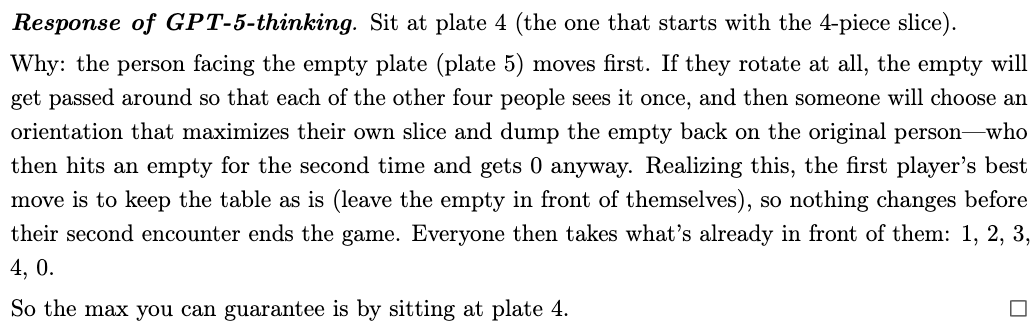 Response of GPT-5-thinking. Sit at plate 4 (the one that starts with the 4-piece slice).
Why: the person facing the empty plate (plate 5) moves first. If they rotate at all, the empty will
get passed around so that each of the other four people sees it once, and then someone will choose an
orientation that maximizes their own slice and dump the empty back on the original person—who
then hits an empty for the second time and gets 0 anyway. Realizing this, the first player's best
move is to keep the table as is (leave the empty in front of themselves), so nothing changes before
their second encounter ends the game. Everyone then takes what's already in front of them: 1, 2, 3,
4, 0.
So the max you can guarantee is by sitting at plate 4. □